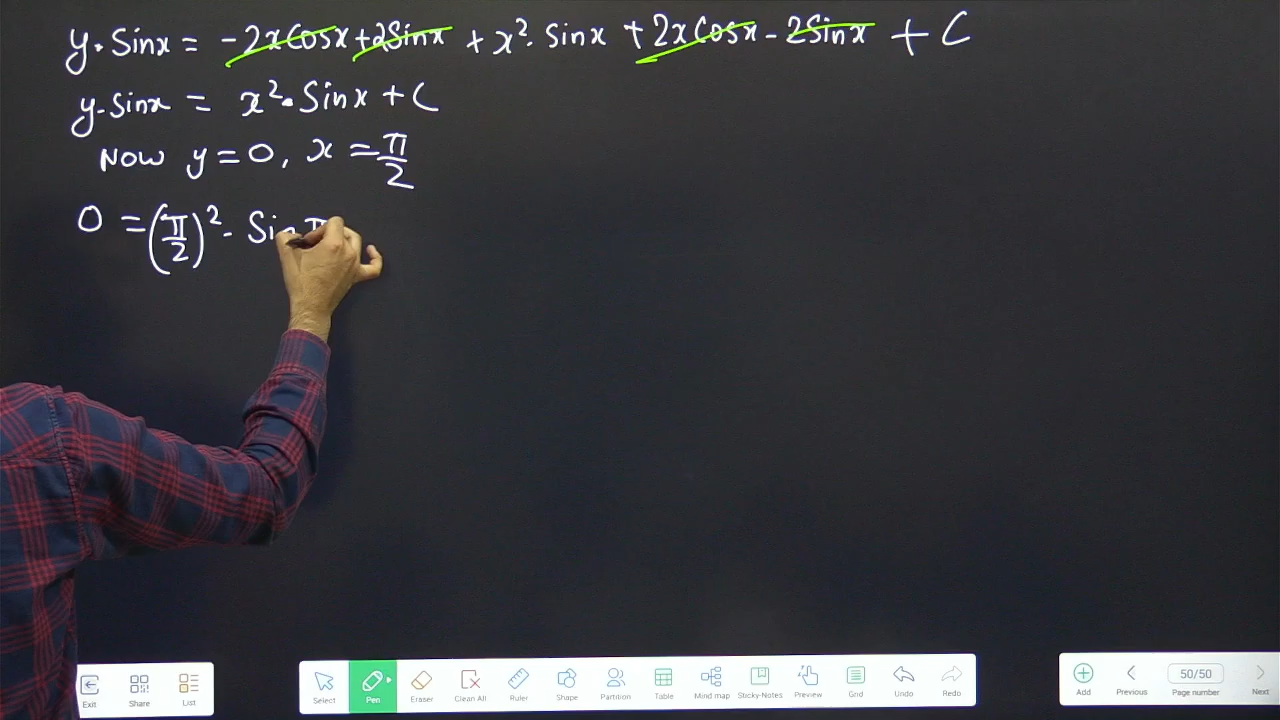 y·Sinx = -2xCosx+2Sinx + x²· Sinx + 2xCosx - 2Sinx + C
y·Sinx = x²·Sinx + C
Now y=0, x=π/2
0 = (π/2)²· Sin π
Exit Share List Select Pen Eraser Clean All Ruler Shape Partition Table Mind map Sticky-Notes Preview Grid Undo Redo Add Previous 50/50 Page number Next